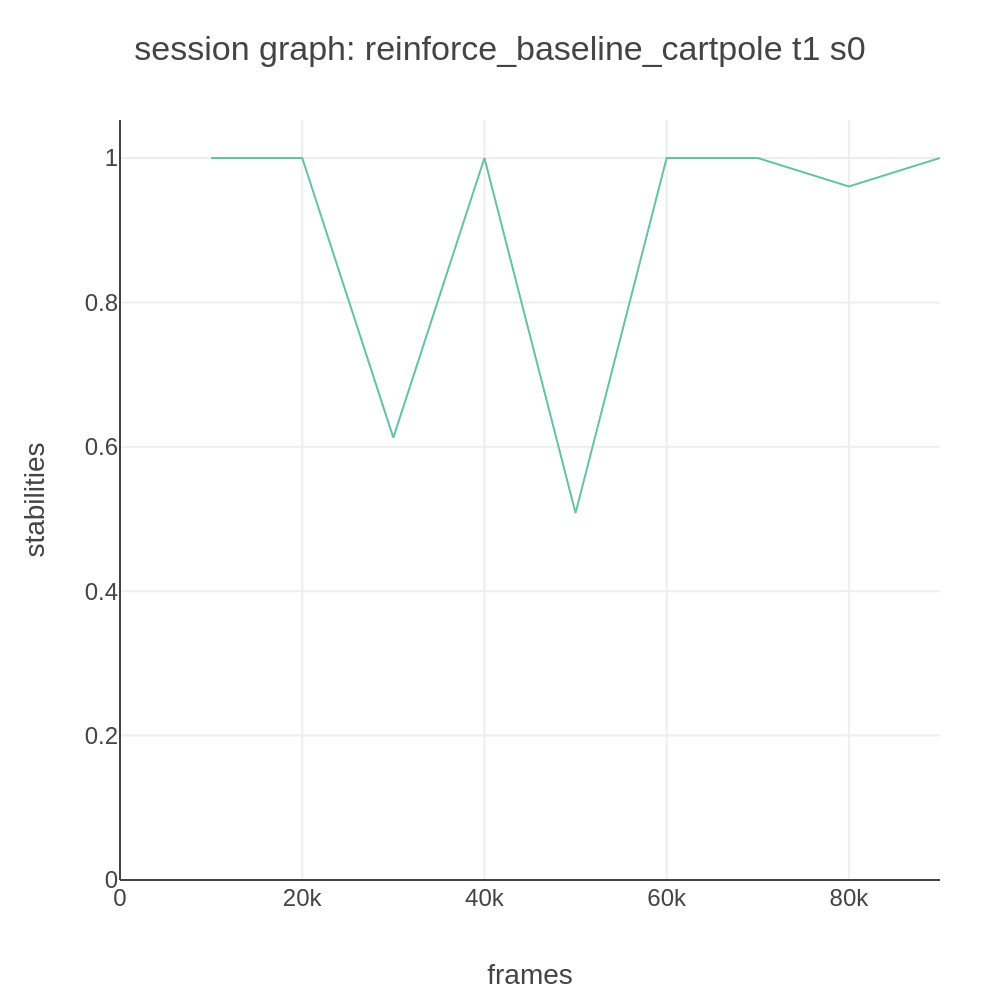 session graph: reinforce_baseline_cartpole t1 s0
1
0.8
0.6
0.4
0.2
0
stabilities
0 20k 40k 60k 80k
frames